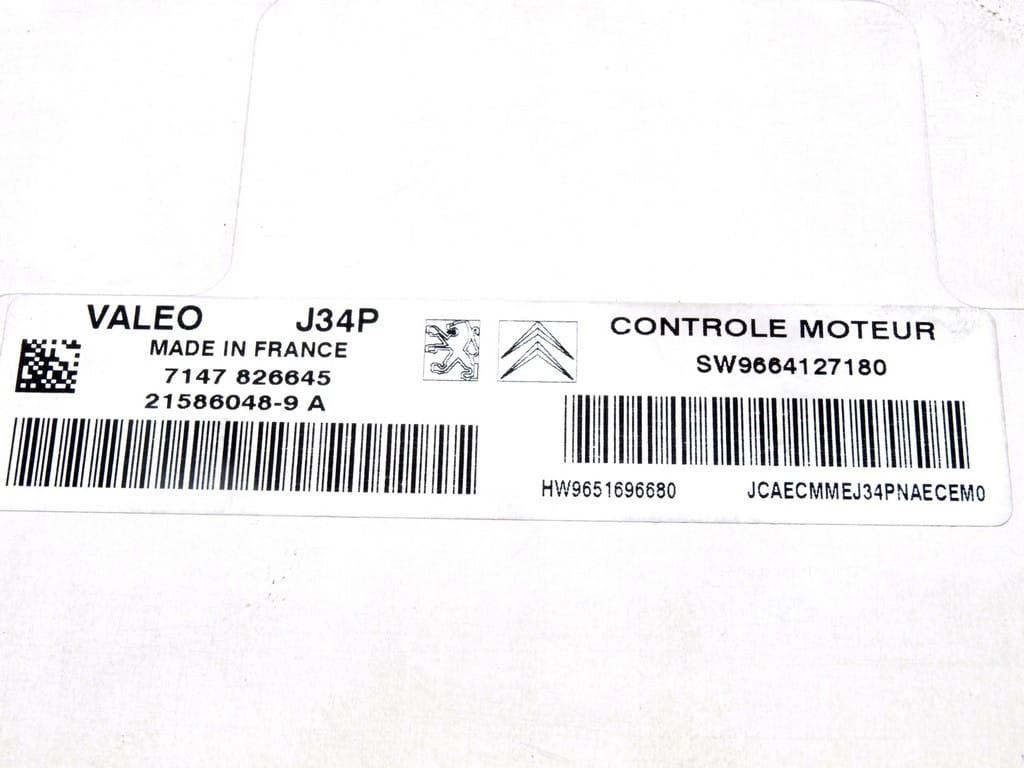 VALEO J34P
MADE IN FRANCE
7147 826645
21586048-9 A
CONTROLE MOTEUR
SW9664127180
HW9651696680 JCAECMMEJ34PNAECEM0